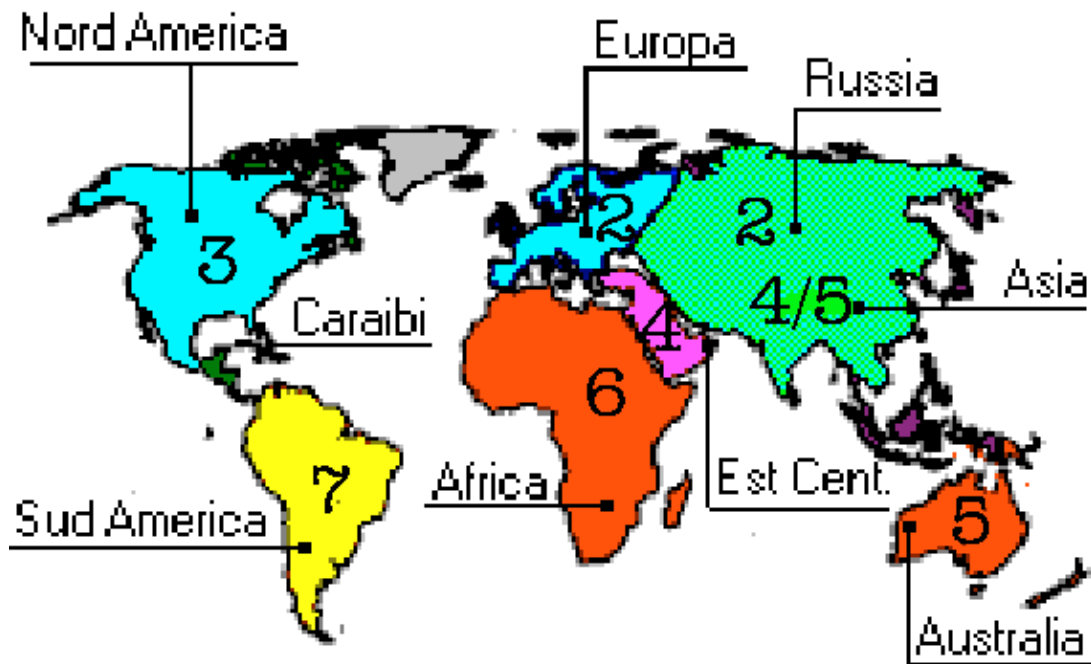 Nord America
Europa
Russia
2
2
3
4/5
Asia
Caraibi
4
6
7
Africa
Est Cent.
Sud America
5
Australia